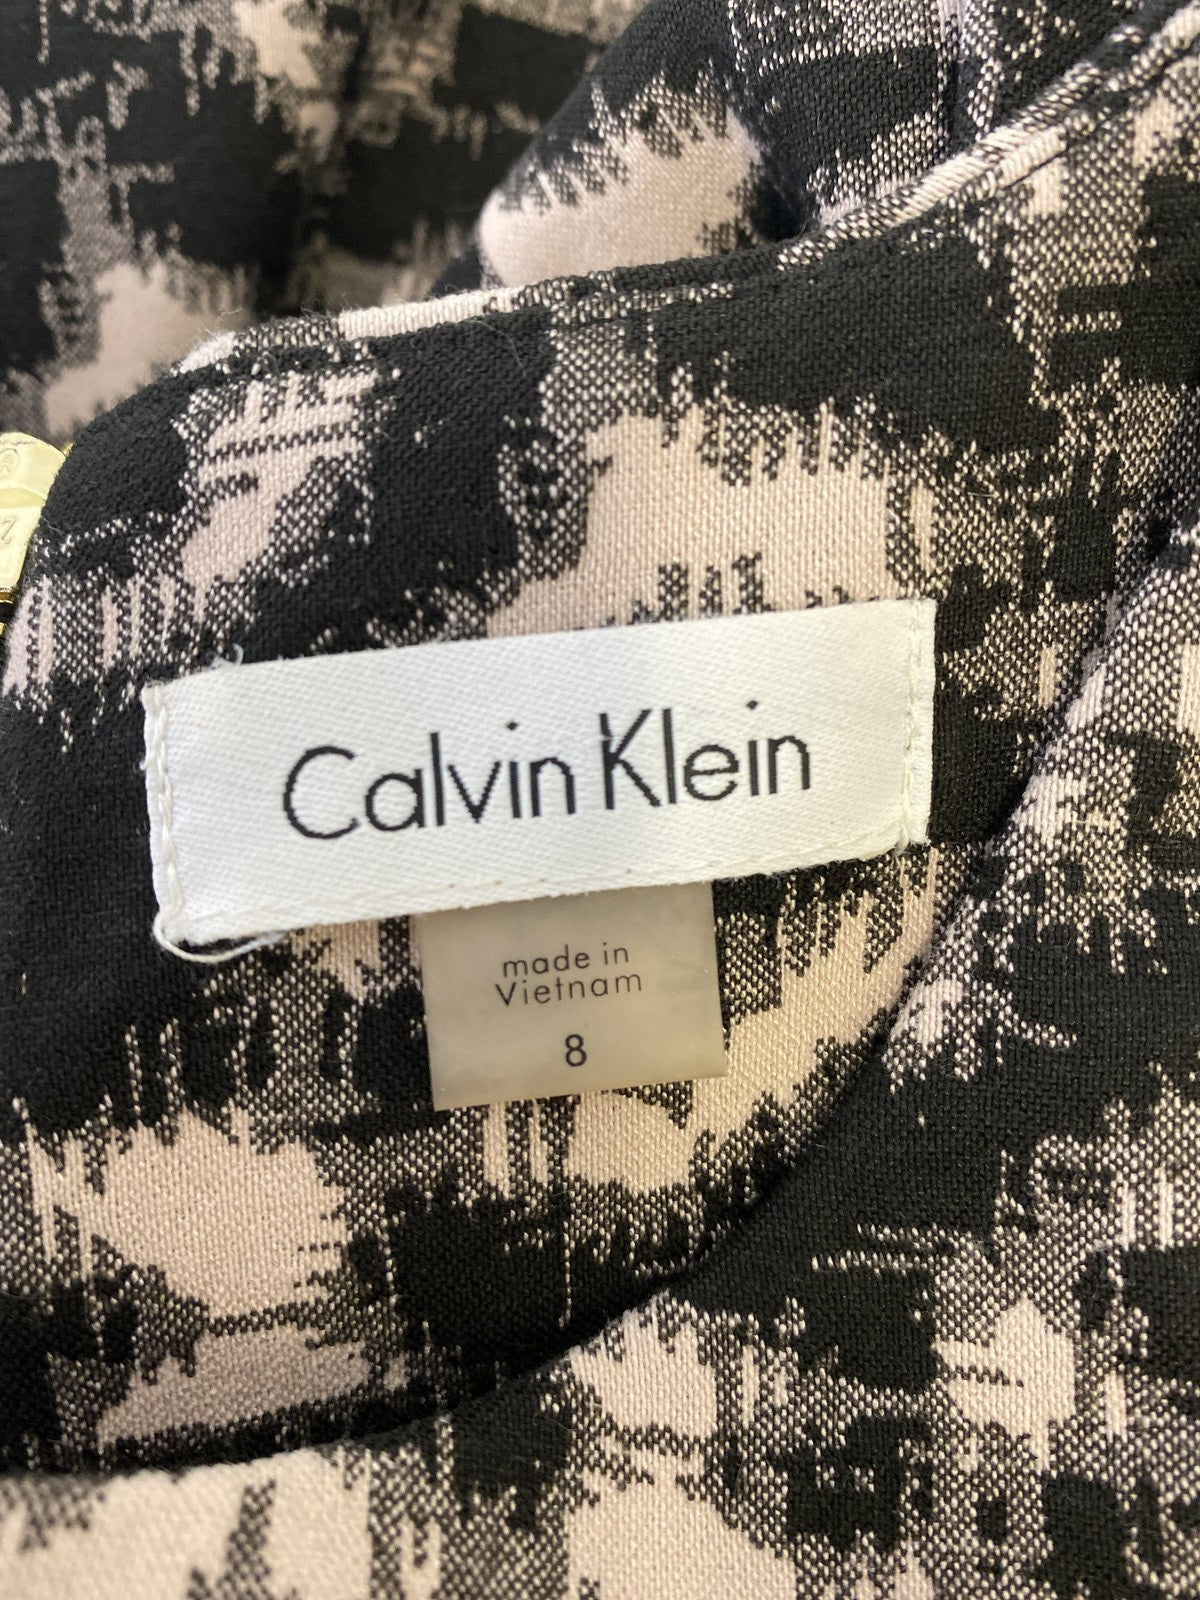 Calvin Klein
made in
Vietnam
8